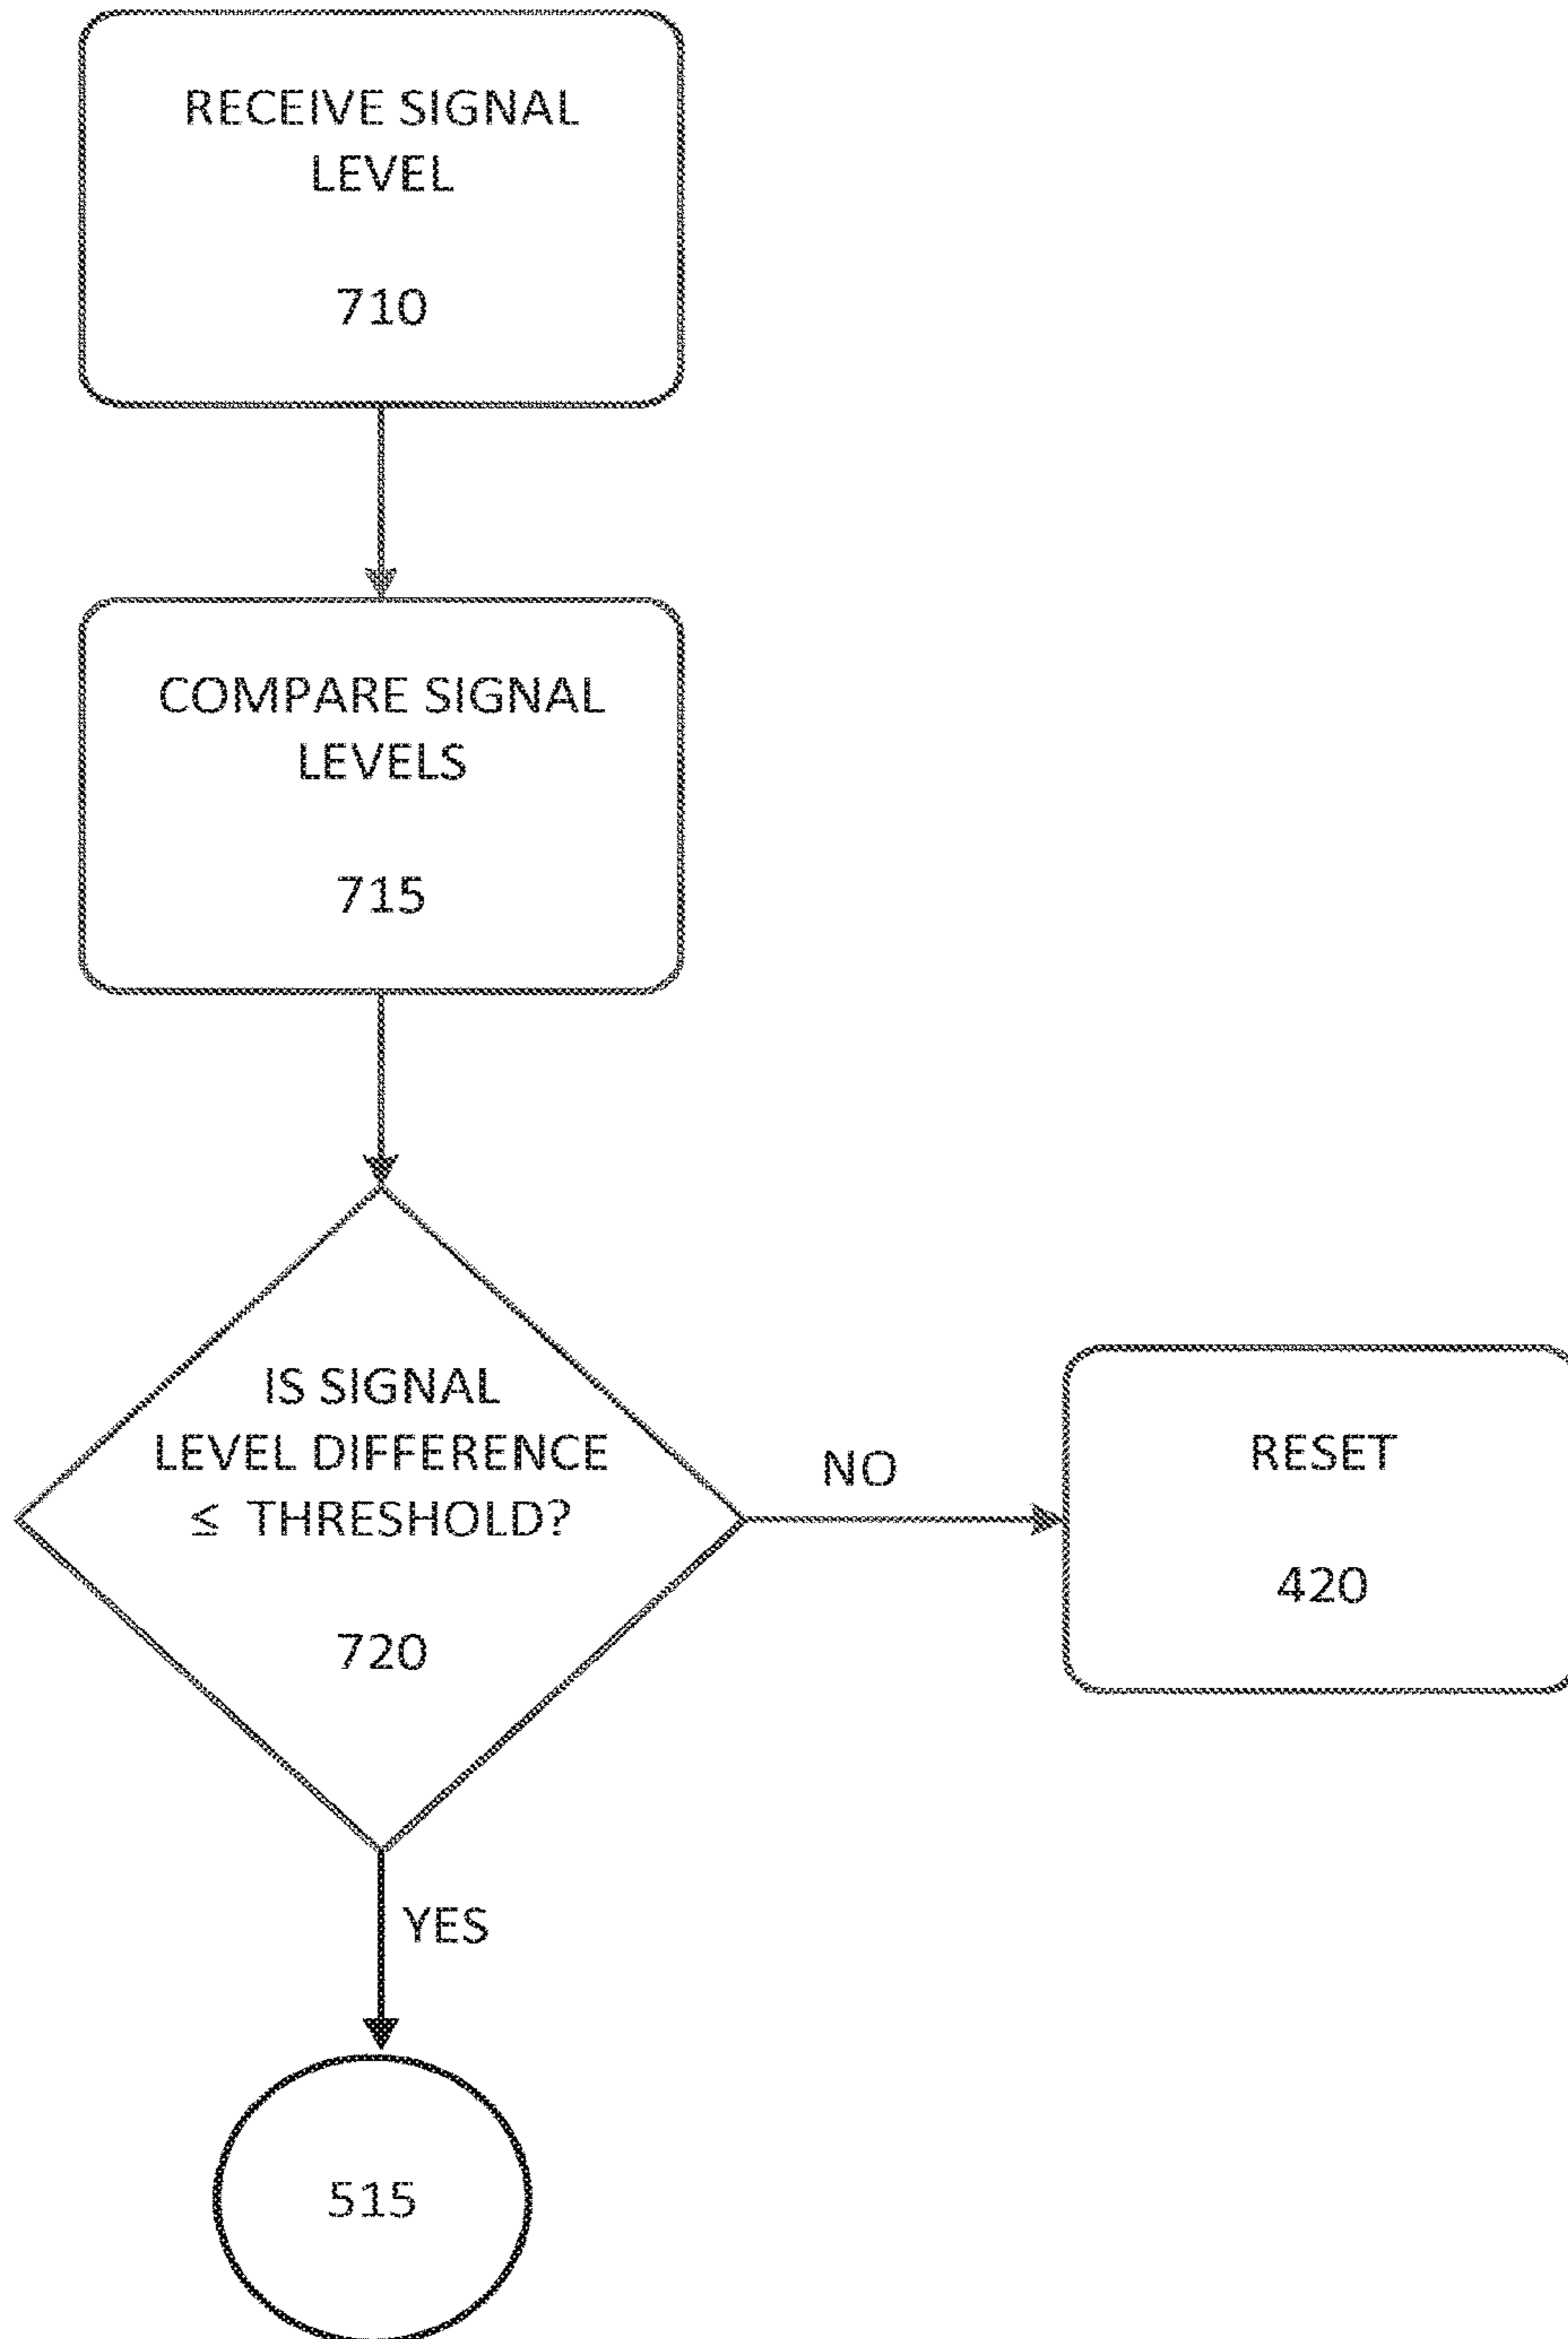 RECEIVE SIGNAL
LEVEL
710
COMPARE SIGNAL
LEVELS
715
IS SIGNAL
LEVEL DIFFERENCE
≤ THRESHOLD?
720
NO
RESET
420
YES
515